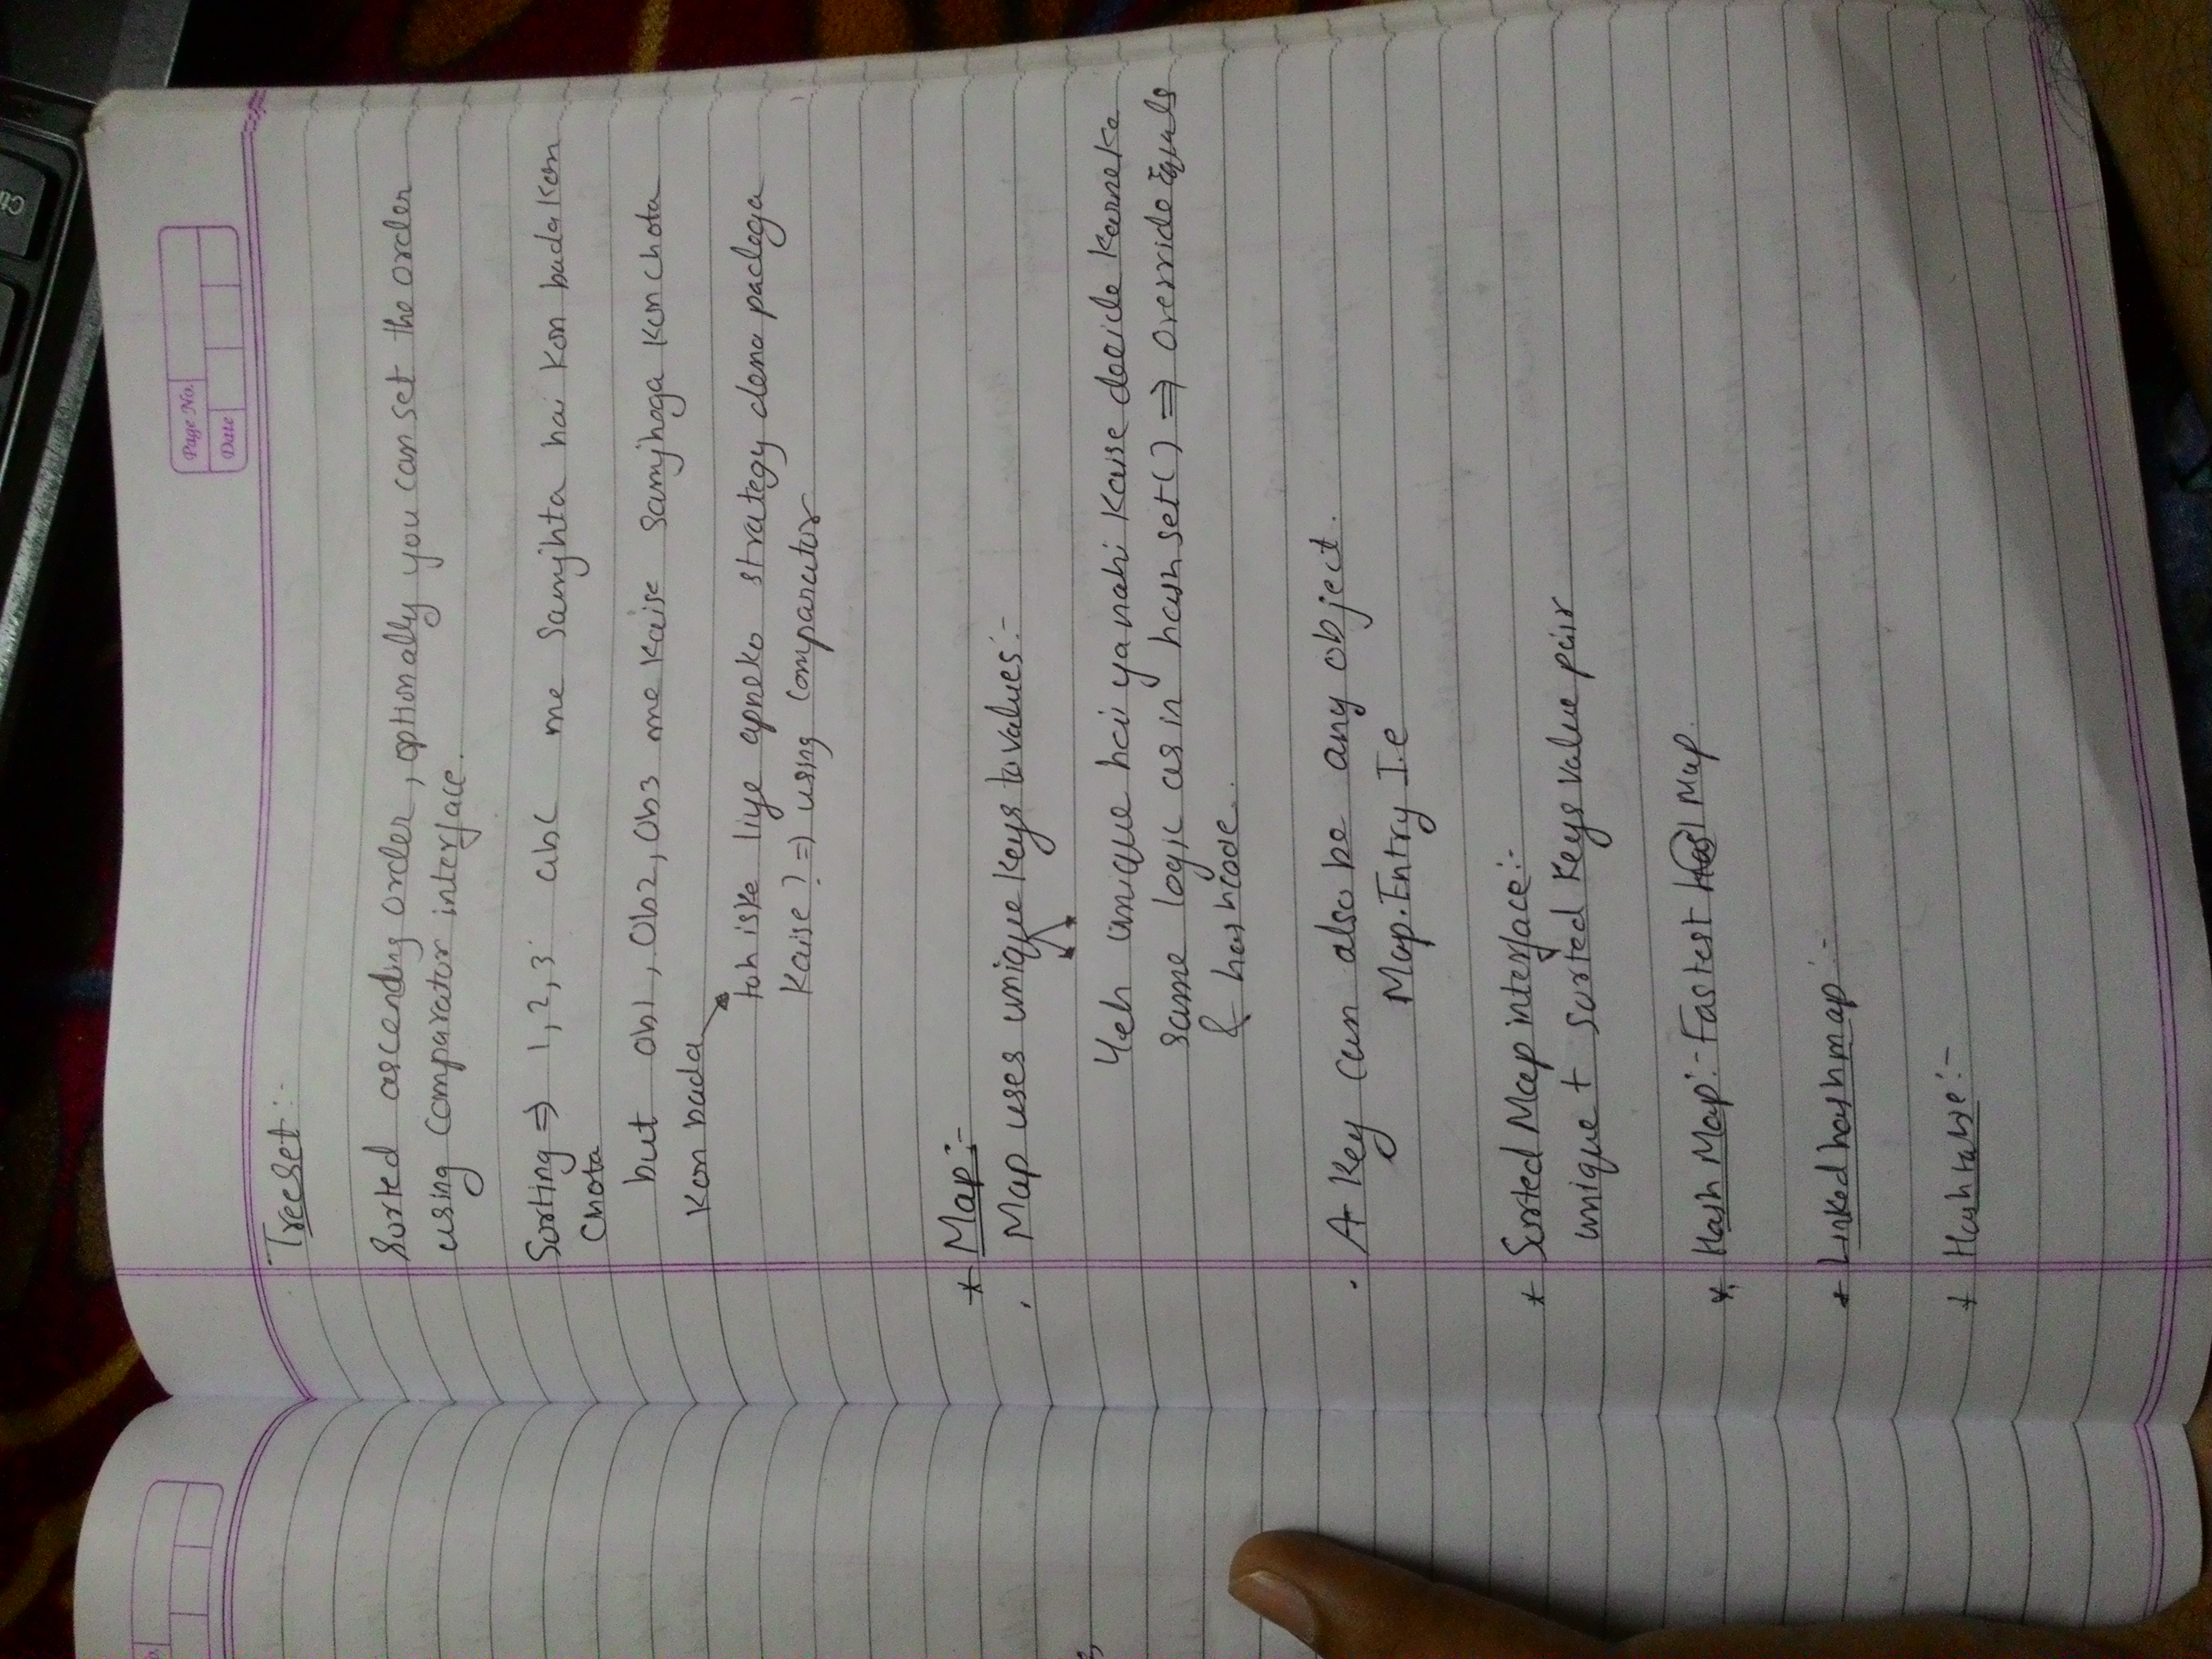 Page No.
Date
Treeset :-
Sorted ascending order, optionally you can set the order
using Comparator interface.
Sorting => 1, 2, 3 abc me Samjhta hai Kon bada Kon
Chota
but Ob1, Ob2, Ob3 me Kaise Samjhega Kon chota
Kon bada
toh iske liye apneko strategy dena padega
Kaise ? => using Comparator
* Map :-
. Map uses unique Keys to values :-
Yeh unique hai ya nahi Kaise decide Karneka
same logic as in hash set() => Override Equals
& hashcode..
. A Key can also be any object.
Map.Entry I.e
* Sorted Map interface :-
unique + Sorted Keys value pair
* Hash Map :- Fastest Map.
* Linked hashmap :-
* Hashtable :-